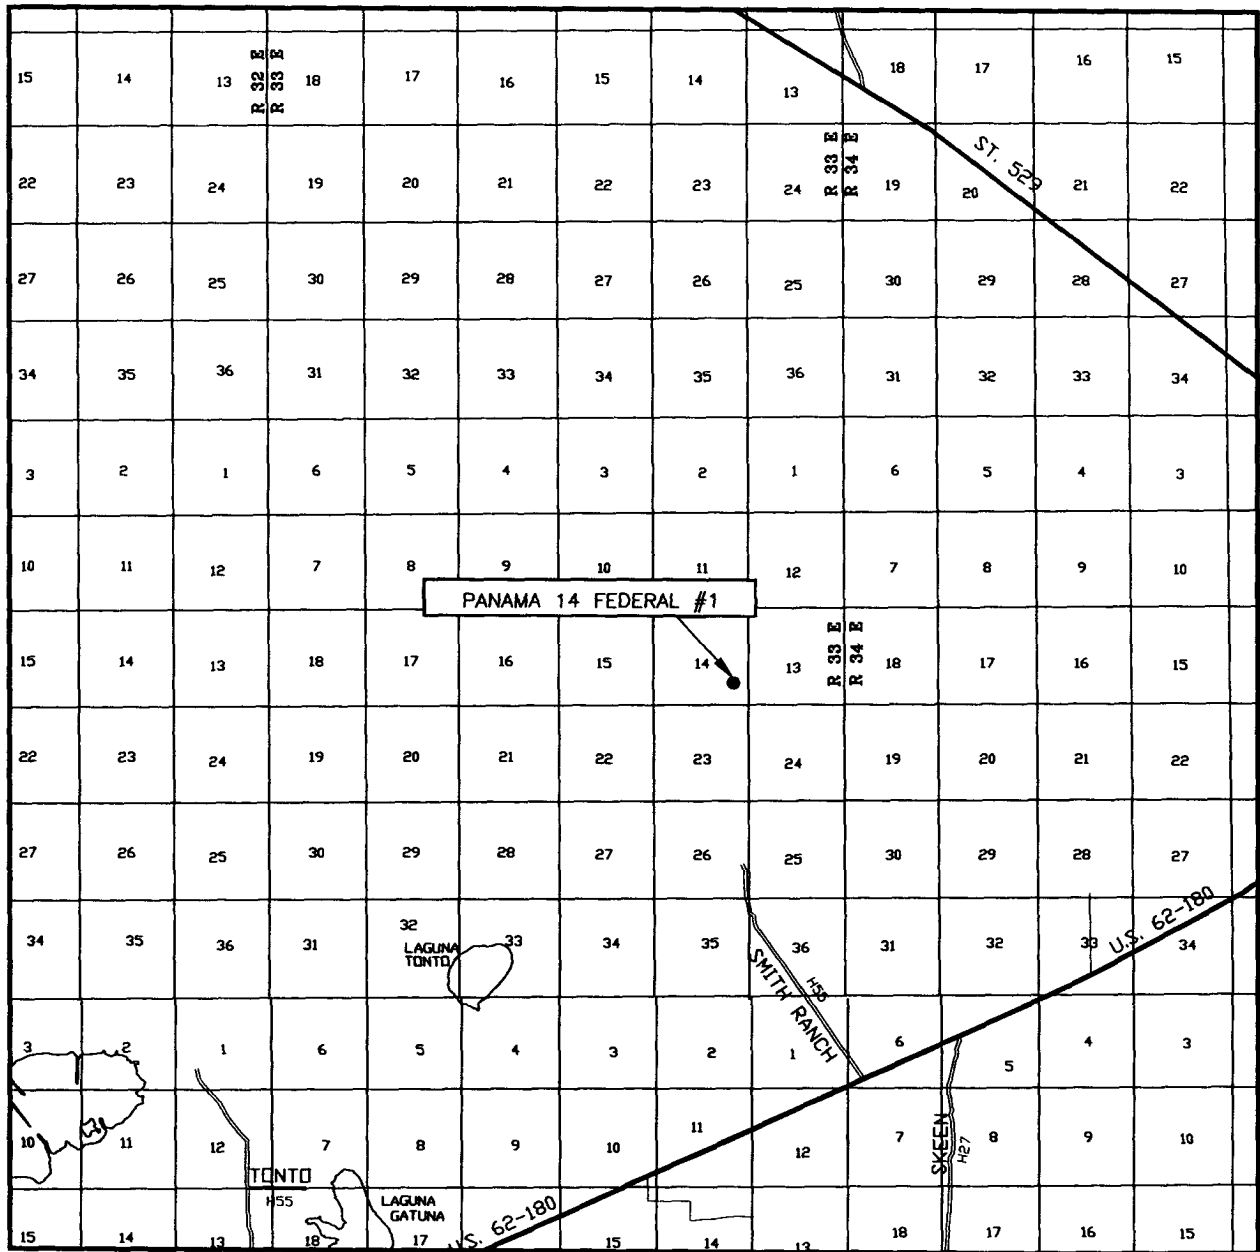 15 14 13 R 32 E R 33 E 18 17 16 15 14 13 18 17 16 15
22 23 24 19 20 21 22 23 24 R 33 E R 34 E 19 ST. 529 20 21 22
27 26 25 30 29 28 27 26 25 30 29 28 27
34 35 36 31 32 33 34 35 36 31 32 33 34
3 2 1 6 5 4 3 2 1 6 5 4 3
10 11 12 7 8 9 10 11 12 7 8 9 10
PANAMA 14 FEDERAL #1
15 14 13 18 17 16 15 14 13 R 33 E R 34 E 18 17 16 15
22 23 24 19 20 21 22 23 24 19 20 21 22
27 26 25 30 29 28 27 26 25 30 29 28 27
34 35 36 31 32 33 34 35 36 31 32 33 34
LAGUNA
TONTO
SMITH RANCH
H55
U.S. 62-180
3 2 1 6 5 4 3 2 1 6 5 4 3
10 11 12 7 8 9 10 11 12 7 8 9 10
TONTO
H55
LAGUNA
GATUNA
SKEEN
H27
U.S. 62-180
15 14 13 18 17 15 14 13 18 17 16 15